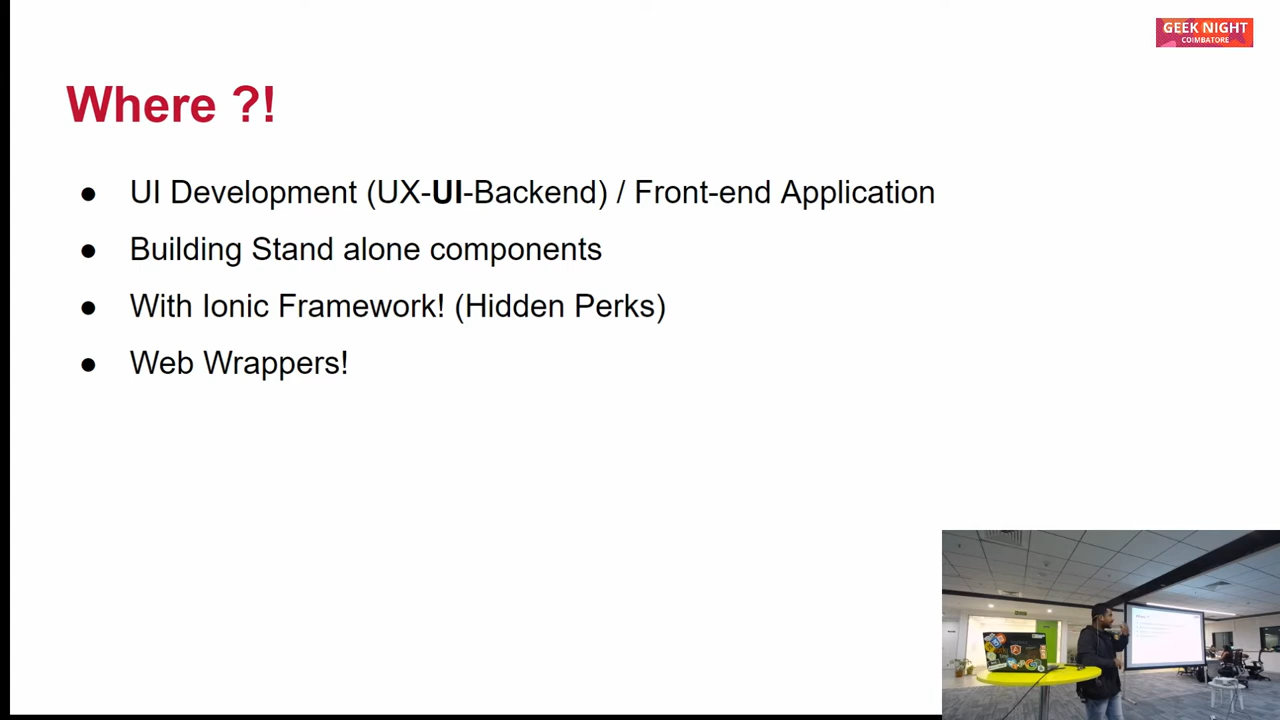 GEEK NIGHT
COIMBATORE
Where ?!
● UI Development (UX-UI-Backend) / Front-end Application
● Building Stand alone components
● With Ionic Framework! (Hidden Perks)
● Web Wrappers!